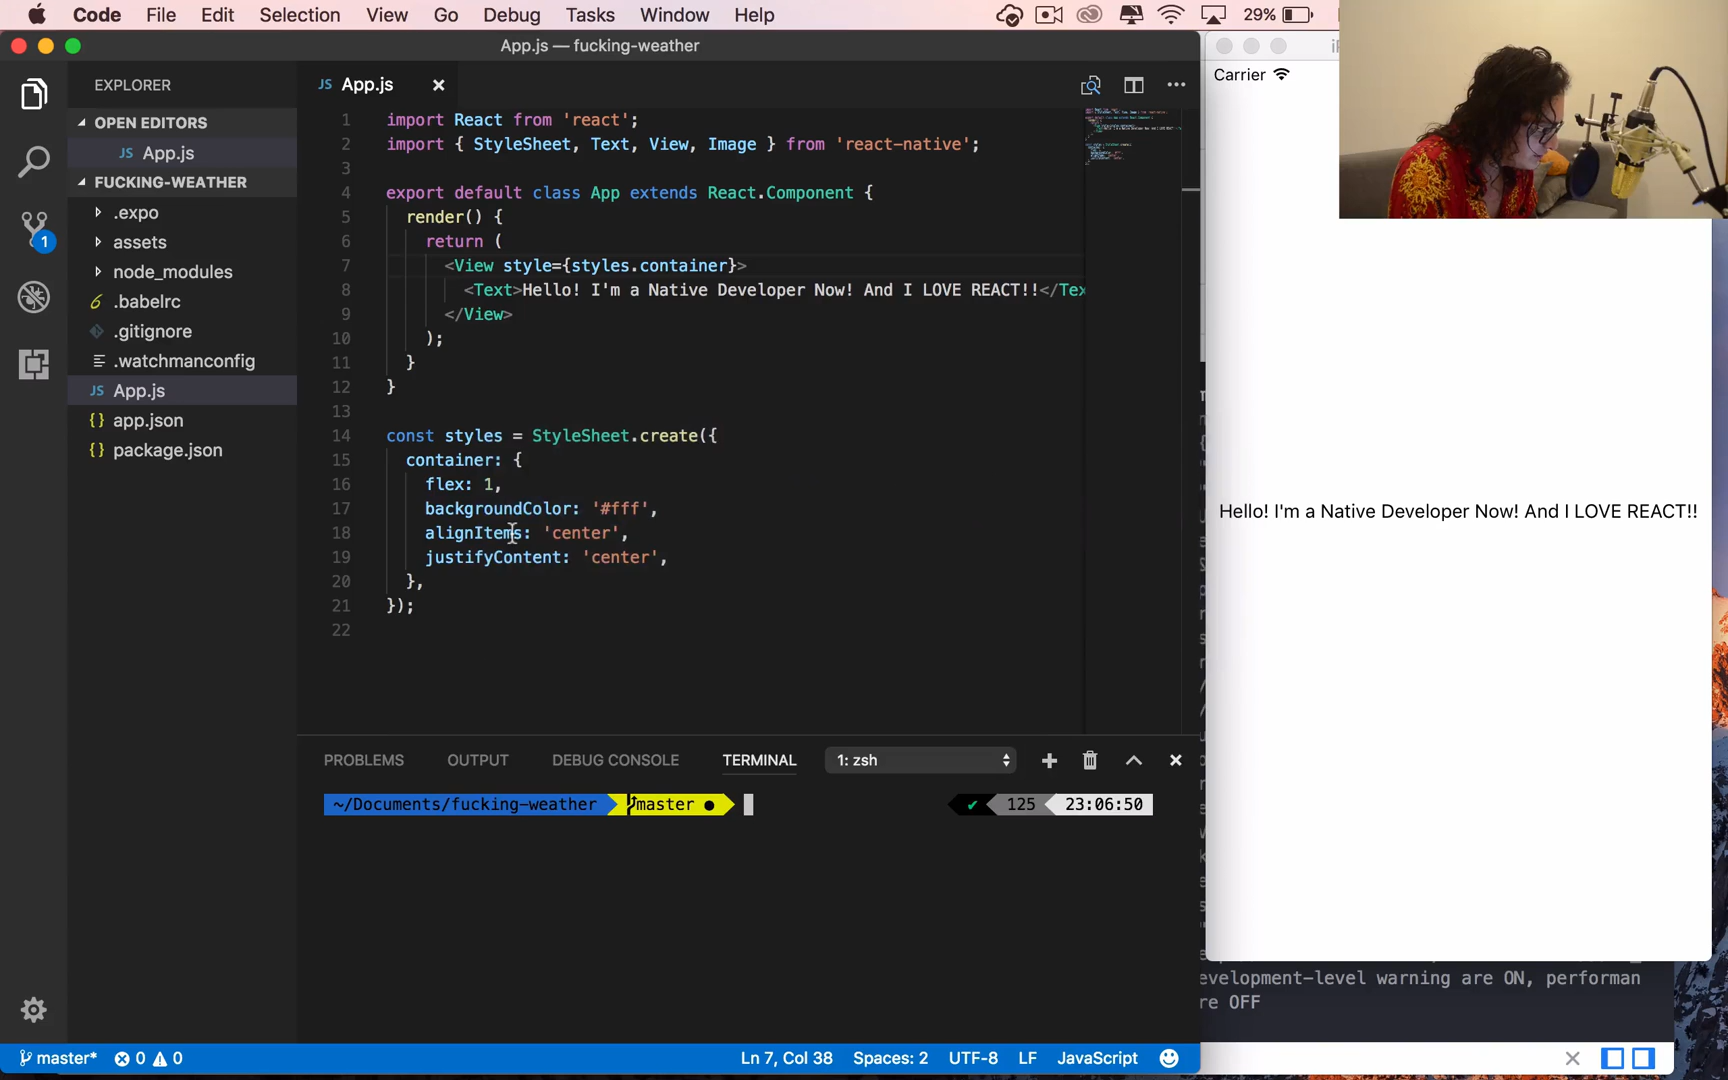 Code File Edit Selection View Go Debug Tasks Window Help 29%
App.js — fucking-weather
EXPLORER
OPEN EDITORS
JS App.js
FUCKING-WEATHER
.expo
assets
node_modules
.babelrc
.gitignore
.watchmanconfig
JS App.js
{} app.json
{} package.json
JS App.js
1 import React from 'react';
2 import { StyleSheet, Text, View, Image } from 'react-native';
3
4 export default class App extends React.Component {
5 render() {
6 return (
7 <View style={styles.container}>
8 <Text>Hello! I'm a Native Developer Now! And I LOVE REACT!!</Tex
9 </View>
10 );
11 }
12 }
13
14 const styles = StyleSheet.create({
15 container: {
16 flex: 1,
17 backgroundColor: '#fff',
18 alignItems: 'center',
19 justifyContent: 'center',
20 },
21 });
22
PROBLEMS OUTPUT DEBUG CONSOLE TERMINAL 1: zsh
~/Documents/fucking-weather master ● ✔ 125 23:06:50
master* 0 0 Ln 7, Col 38 Spaces: 2 UTF-8 LF JavaScript
1
Carrier
Hello! I'm a Native Developer Now! And I LOVE REACT!!
evelopment-level warning are ON, performan
re OFF